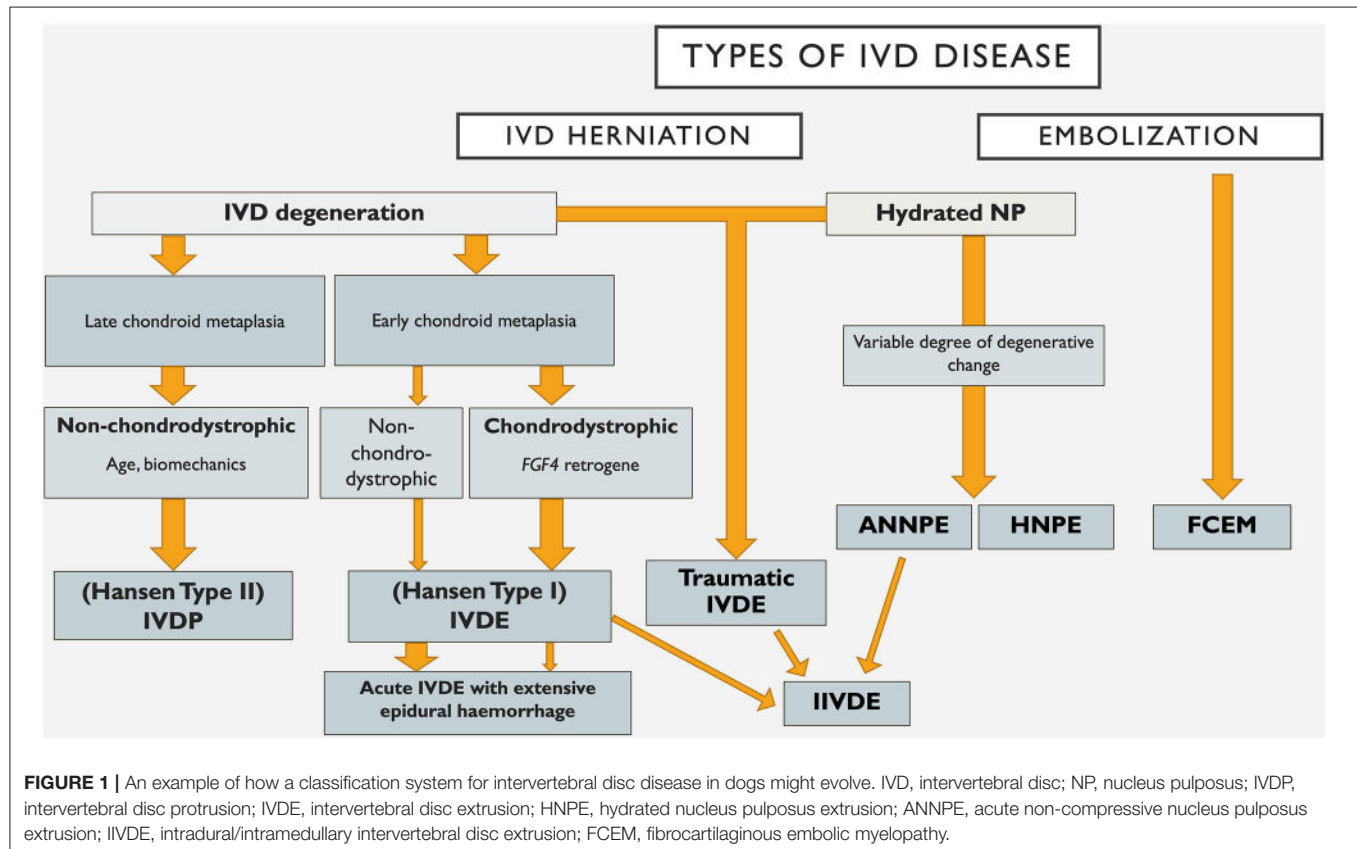 TYPES OF IVD DISEASE
IVD HERNIATION
EMBOLIZATION
IVD degeneration
Hydrated NP
Late chondroid metaplasia
Early chondroid metaplasia
Variable degree of degenerative
change
Non-chondrodystrophic
Age, biomechanics
Non-
chondro-
dystrophic
Chondrodystrophic
FGF4 retrogene
ANNPE
HNPE
FCEM
(Hansen Type II)
IVDP
(Hansen Type I)
IVDE
Traumatic
IVDE
Acute IVDE with extensive
epidural haemorrhage
IIVDE
FIGURE 1 | An example of how a classification system for intervertebral disc disease in dogs might evolve. IVD, intervertebral disc; NP, nucleus pulposus; IVDP,
intervertebral disc protrusion; IVDE, intervertebral disc extrusion; HNPE, hydrated nucleus pulposus extrusion; ANNPE, acute non-compressive nucleus pulposus
extrusion; IIVDE, intradural/intramedullary intervertebral disc extrusion; FCEM, fibrocartilaginous embolic myelopathy.